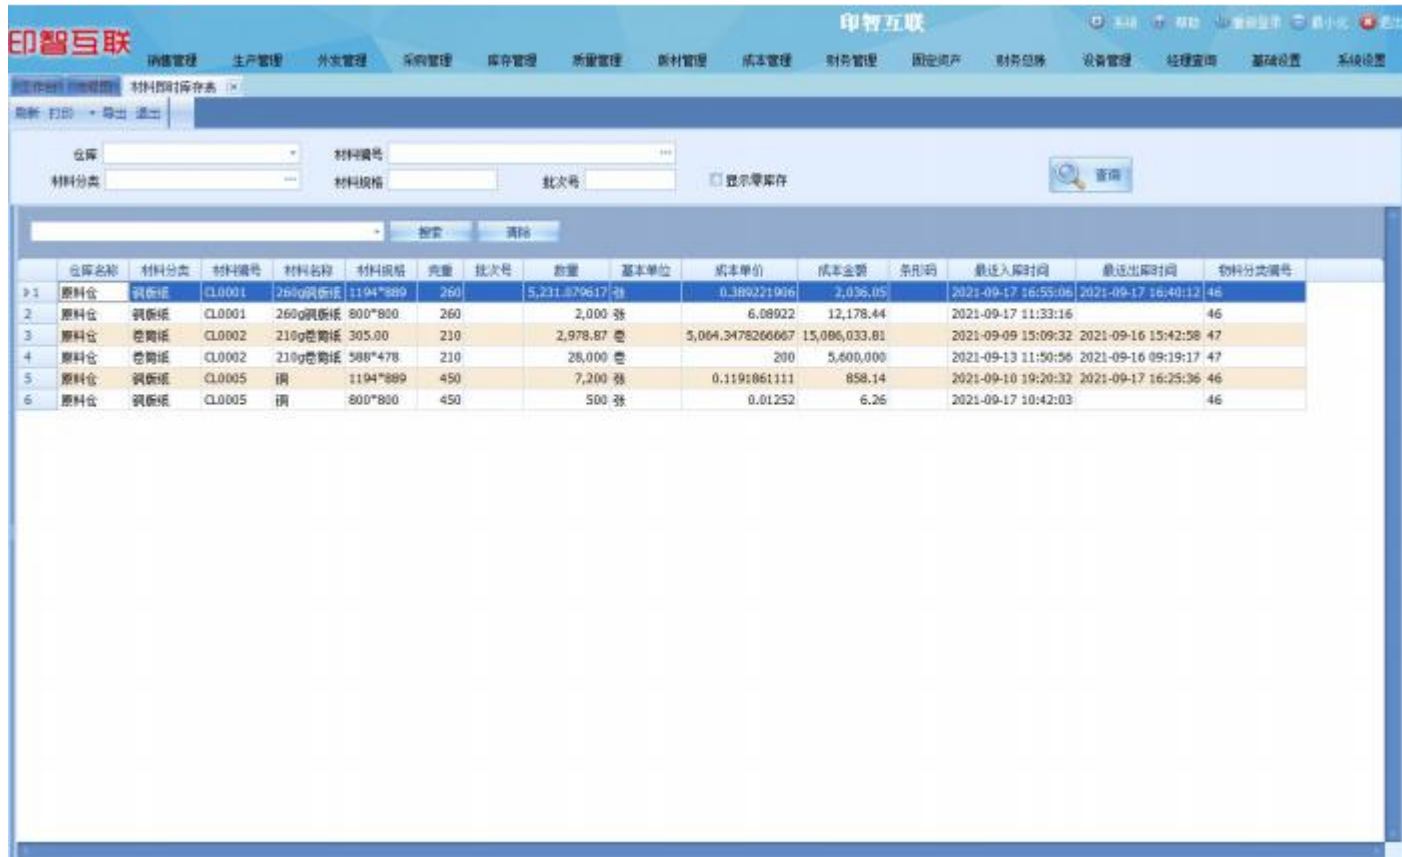 印智互联
印智互联 系统 帮助 重新登录 最小化 退出
销售管理 生产管理 外发管理 采购管理 库存管理 质量管理 版材管理 成本管理 财务管理 固定资产 财务总账 设备管理 经理查询 基础设置 系统设置
材料即时库存表
刷新 打印 导出 退出
仓库 材料编号
材料分类 材料规格 批次号 显示零库存 查询
搜索 清除
仓库名称 材料分类 材料编号 材料名称 材料规格 克重 批次号 数量 基本单位 成本单价 成本金额 条形码 最近入库时间 最近出库时间 物料分类编号
1 原料仓 铜版纸 CL0001 260g铜版纸 1194*889 260 5,231.079617 张 0.389221906 2,036.05 2021-09-17 16:55:06 2021-09-17 16:40:12 46
2 原料仓 铜版纸 CL0001 260g铜版纸 800*800 260 2,000 张 6.08922 12,178.44 2021-09-17 11:33:16 46
3 原料仓 卷筒纸 CL0002 210g卷筒纸 305.00 210 2,978.87 卷 5,064.3478266667 15,086,033.81 2021-09-09 15:09:32 2021-09-16 15:42:58 47
4 原料仓 卷筒纸 CL0002 210g卷筒纸 588*478 210 28,000 卷 200 5,600,000 2021-09-13 11:50:56 2021-09-16 09:19:17 47
5 原料仓 铜版纸 CL0005 铜 1194*889 450 7,200 张 0.1191861111 858.14 2021-09-10 19:20:32 2021-09-17 16:25:36 46
6 原料仓 铜版纸 CL0005 铜 800*800 450 500 张 0.01252 6.26 2021-09-17 10:42:03 46